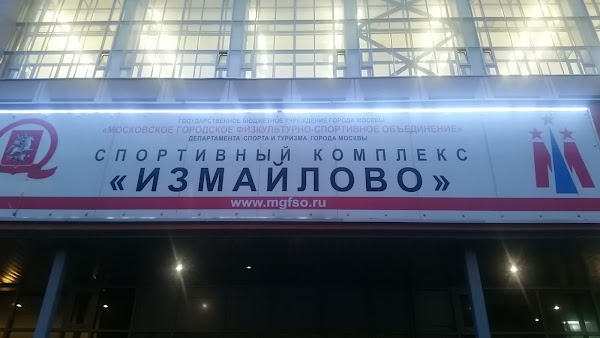 ГОСУДАРСТВЕННОЕ БЮДЖЕТНОЕ УЧРЕЖДЕНИЕ ГОРОДА МОСКВЫ
«МОСКОВСКОЕ ГОРОДСКОЕ ФИЗКУЛЬТУРНО-СПОРТИВНОЕ ОБЪЕДИНЕНИЕ»
ДЕПАРТАМЕНТА СПОРТА И ТУРИЗМА ГОРОДА МОСКВЫ
СПОРТИВНЫЙ КОМПЛЕКС
«ИЗМАЙЛОВО»
www.mgfso.ru